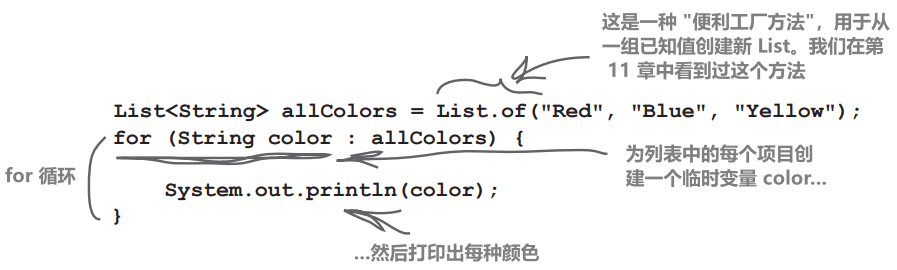 这是一种 "便利工厂方法"，用于从
一组已知值创建新 List。我们在第
11 章中看到过这个方法
List<String> allColors = List.of("Red", "Blue", "Yellow");
for (String color : allColors) {
for 循环
为列表中的每个项目创
建一个临时变量 color...
System.out.println(color);
}
...然后打印出每种颜色